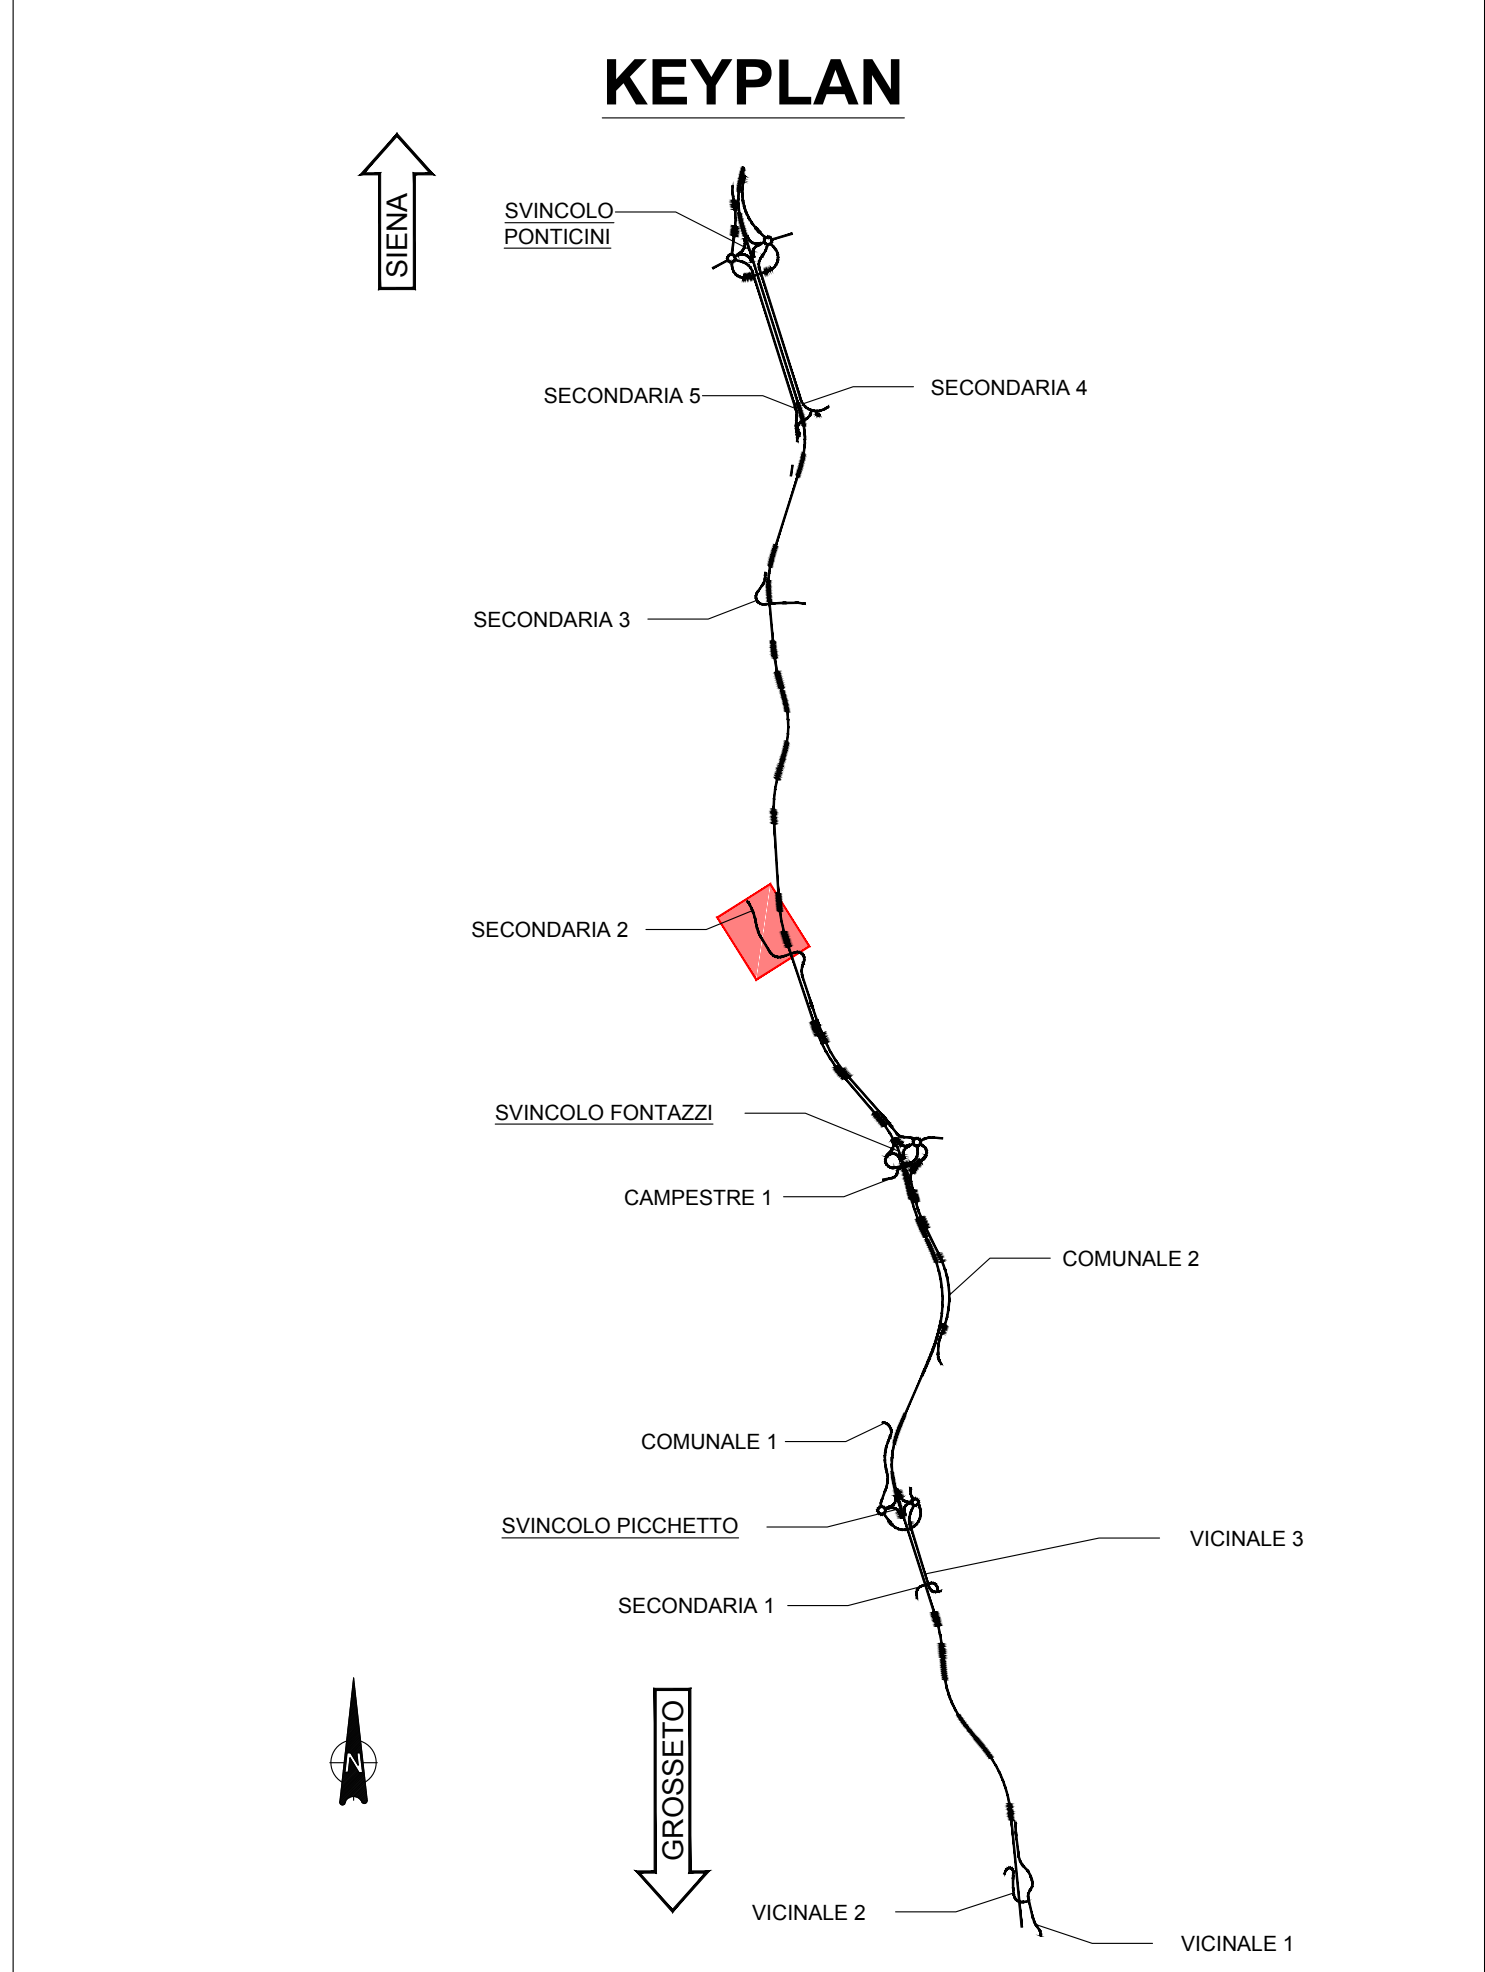 KEYPLAN
SIENA
SVINCOLO
PONTICINI
SECONDARIA 5
SECONDARIA 4
SECONDARIA 3
SECONDARIA 2
SVINCOLO FONTAZZI
CAMPESTRE 1
COMUNALE 2
COMUNALE 1
SVINCOLO PICCHETTO
VICINALE 3
SECONDARIA 1
N
GROSSETO
VICINALE 2
VICINALE 1